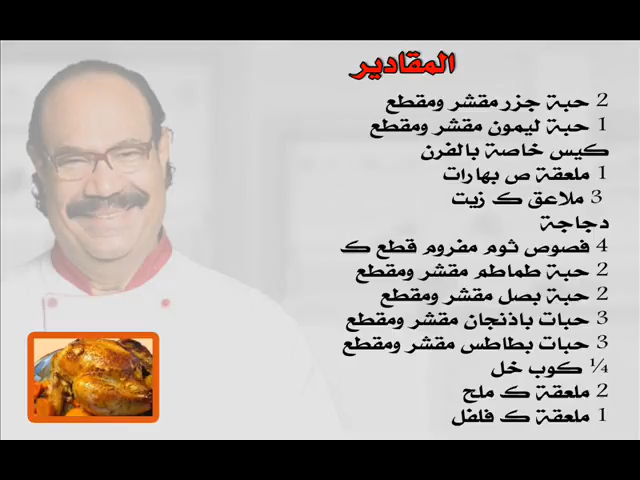 المقادير
2 حبة جزر مقشر ومقطع
1 حبة ليمون مقشر ومقطع
كيس خاصة بالفرن
1 ملعقة ص بهارات
3 ملاعق ك زيت
دجاجة
4 فصوص ثوم مفروم قطع ك
2 حبة طماطم مقشر ومقطع
2 حبة بصل مقشر ومقطع
3 حبات باذنجان مقشر ومقطع
3 حبات بطاطس مقشر ومقطع
¼ كوب خل
2 ملعقة ك ملح
1 ملعقة ك فلفل